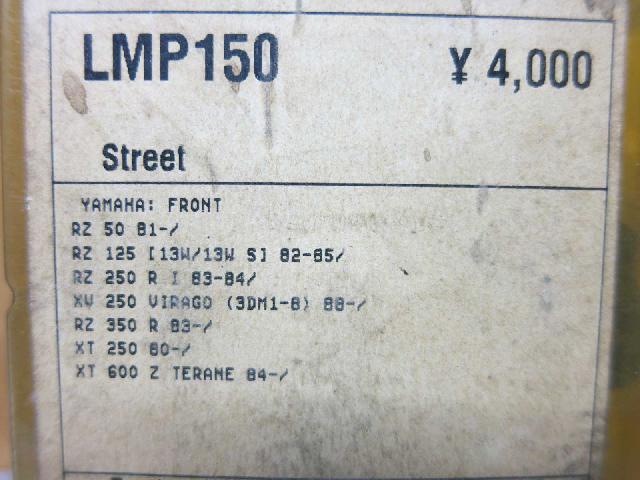 LMP150 ¥ 4,000
Street
YAMAHA: FRONT
RZ 50 81-/
RZ 125 [13W/13W S] 82-85/
RZ 250 R I 83-84/
XV 250 VIRAGO (3DM1-8) 88-/
RZ 350 R 83-/
XT 250 80-/
XT 600 Z TERANE 84-/